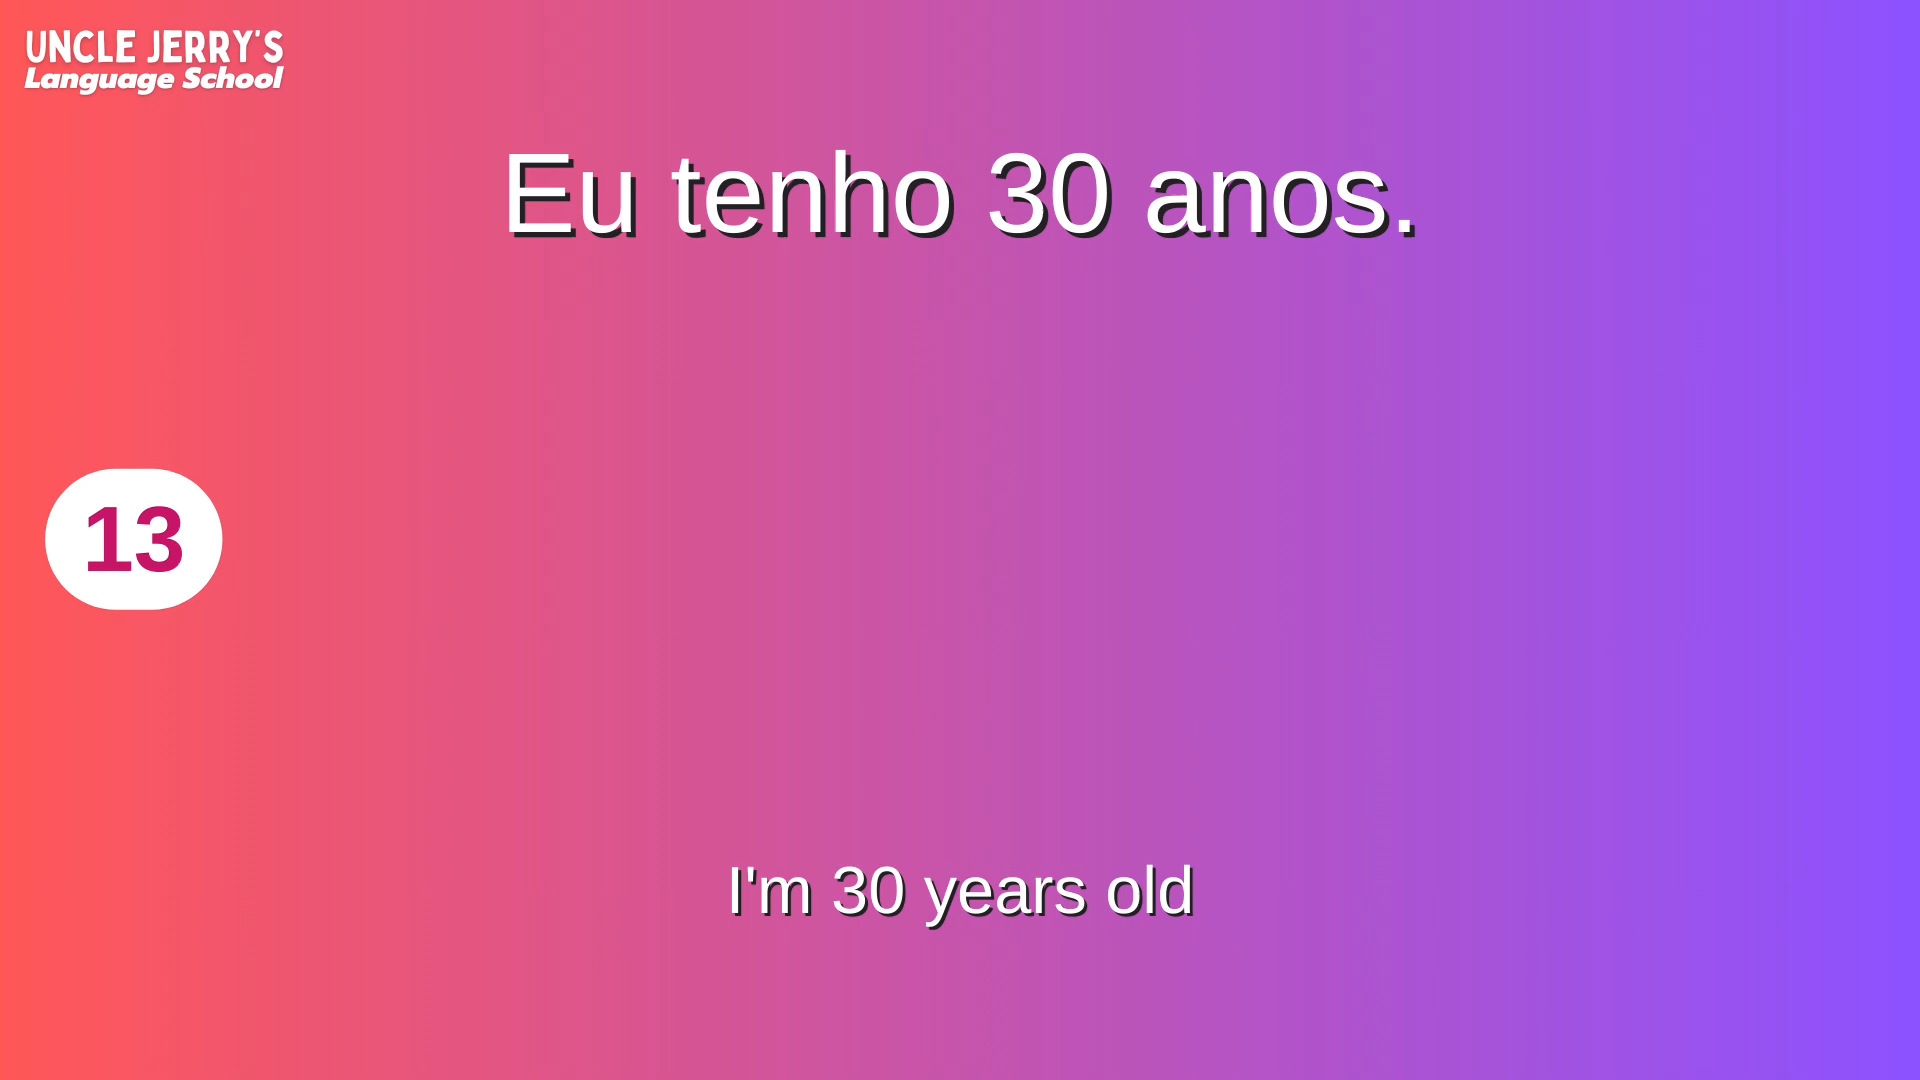 UNCLE JERRY'S
Language School
Eu tenho 30 anos.
13
I'm 30 years old